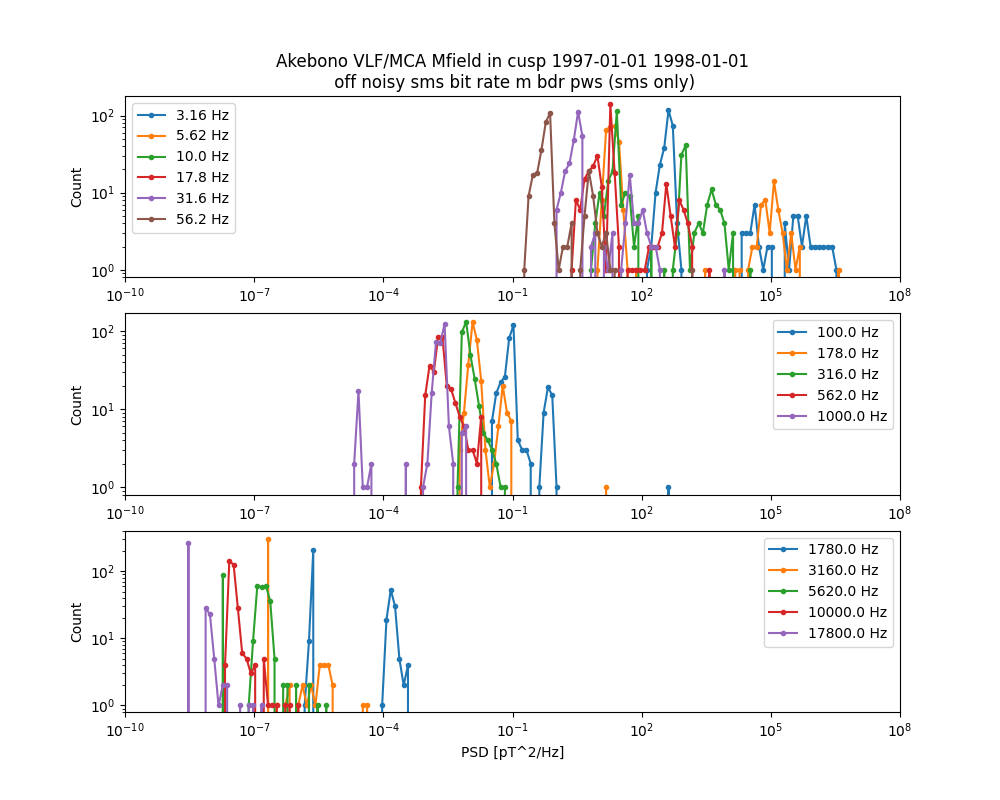 Akebono VLF/MCA Mfield in cusp 1997-01-01 1998-01-01
off noisy sms bit rate m bdr pws (sms only)
10^2
10^1
10^0
Count
3.16 Hz
5.62 Hz
10.0 Hz
17.8 Hz
31.6 Hz
56.2 Hz
10^-10 10^-7 10^-4 10^-1 10^2 10^5 10^8
10^2
10^1
10^0
Count
100.0 Hz
178.0 Hz
316.0 Hz
562.0 Hz
1000.0 Hz
10^-10 10^-7 10^-4 10^-1 10^2 10^5 10^8
10^2
10^1
10^0
Count
1780.0 Hz
3160.0 Hz
5620.0 Hz
10000.0 Hz
17800.0 Hz
10^-10 10^-7 10^-4 10^-1 10^2 10^5 10^8
PSD [pT^2/Hz]